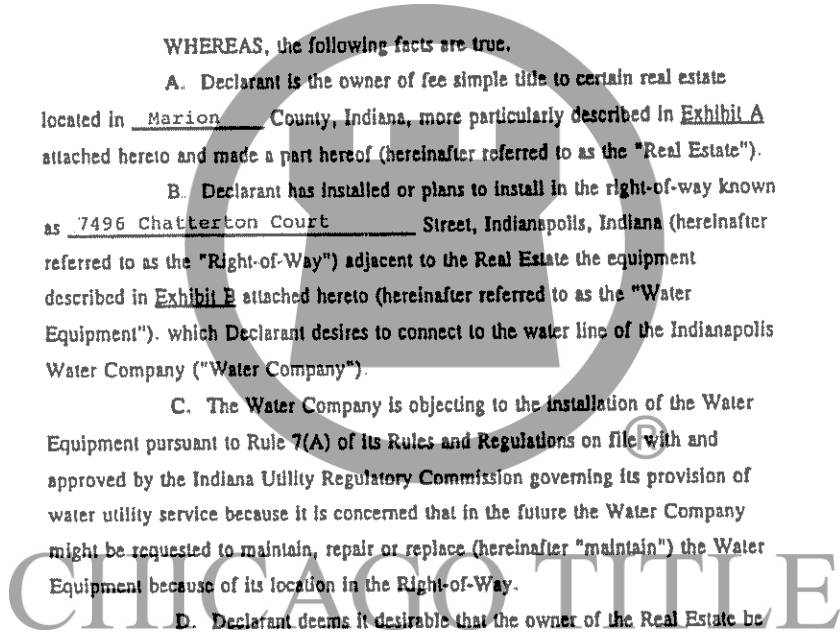 WHEREAS, the following facts are true.
A. Declarant is the owner of fee simple title to certain real estate
located in Marion County, Indiana, more particularly described in Exhibit A
attached hereto and made a part hereof (hereinafter referred to as the "Real Estate").
B. Declarant has installed or plans to install in the right-of-way known
as 7496 Chatterton Court Street, Indianapolis, Indiana (hereinafter
referred to as the "Right-of-Way") adjacent to the Real Estate the equipment
described in Exhibit B attached hereto (hereinafter referred to as the "Water
Equipment"). which Declarant desires to connect to the water line of the Indianapolis
Water Company ("Water Company").
C. The Water Company is objecting to the installation of the Water
Equipment pursuant to Rule 7(A) of its Rules and Regulations on file with and
approved by the Indiana Utility Regulatory Commission governing its provision of
water utility service because it is concerned that in the future the Water Company
might be requested to maintain, repair or replace (hereinafter "maintain") the Water
Equipment because of its location in the Right-of-Way.
D. Declarant deems it desirable that the owner of the Real Estate be
®
CHICAGO TITLE